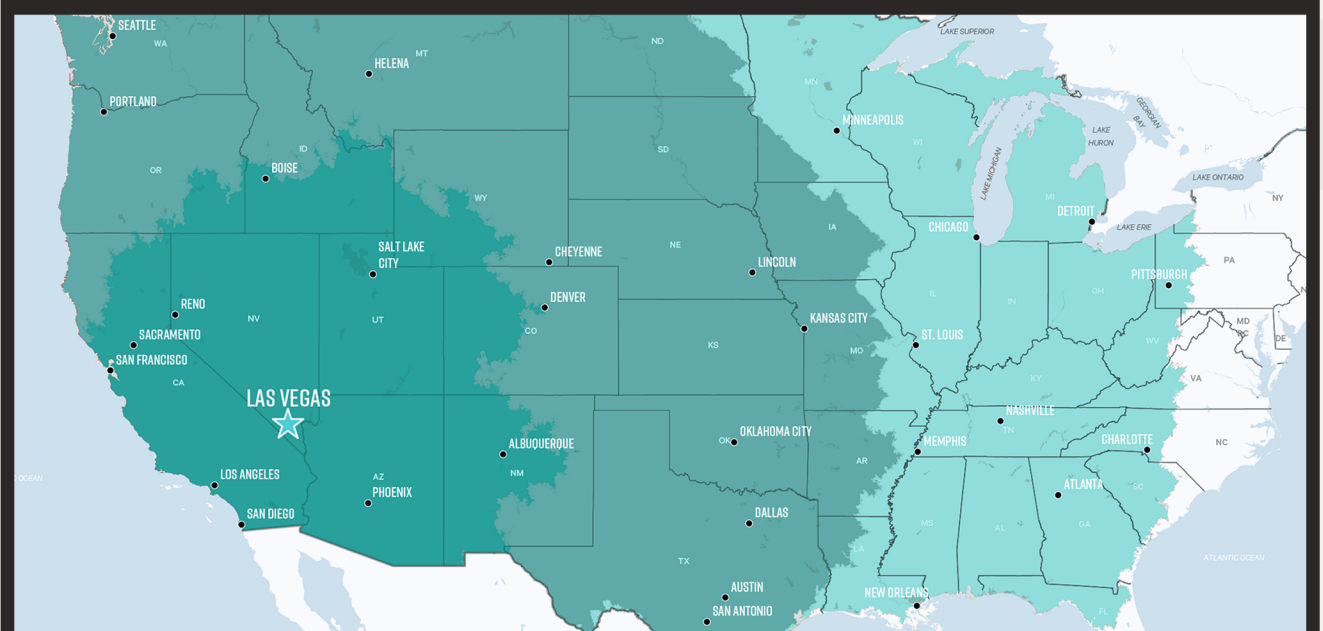 SEATTLE
WA
MT
ND
LAKE SUPERIOR
HELENA
MN
PORTLAND
MINNEAPOLIS
GEORGIAN
BAY
LAKE
HURON
OR
ID
BOISE
SD
WI
LAKE MICHIGAN
LAKE ONTARIO
WY
MI
NY
DETROIT
IA
CHICAGO
LAKE ERIE
SALT LAKE
CITY
CHEYENNE
NE
LINCOLN
PA
PITTSBURGH
RENO
DENVER
IL
IN
OH
NV
UT
CO
KANSAS CITY
MD
DC
DE
SACRAMENTO
KS
MO
ST. LOUIS
WV
SAN FRANCISCO
CA
KY
VA
LAS VEGAS
NASHVILLE
TN
ALBUQUERQUE
OK
OKLAHOMA CITY
MEMPHIS
CHARLOTTE
NC
LOS ANGELES
AZ
NM
AR
OCEAN
PHOENIX
ATLANTA
SC
SAN DIEGO
DALLAS
MS
AL
GA
LA
TX
ATLANTIC OCEAN
AUSTIN
NEW ORLEANS
SAN ANTONIO
FL